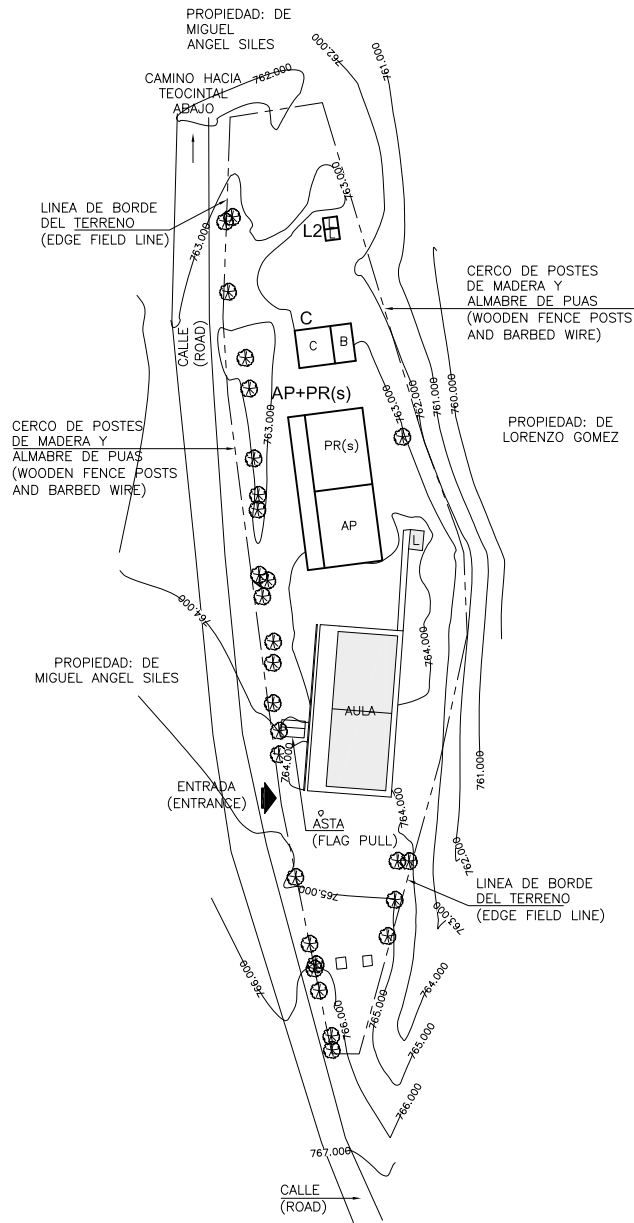 PROPIEDAD: DE
MIGUEL
ANGEL SILES
762.000
761.000
CAMINO HACIA
TEOCINTAL
ABAJO
762.000
763.000
LINEA DE BORDE
DEL TERRENO
(EDGE FIELD LINE)
L2
763.000
CERCO DE POSTES
DE MADERA Y
ALMABRE DE PUAS
(WOODEN FENCE POSTS
AND BARBED WIRE)
C
C
B
CALLE
(ROAD)
AP+PR(s)
763.000
762.000
761.000
760.000
PROPIEDAD: DE
LORENZO GOMEZ
CERCO DE POSTES
DE MADERA Y
ALMABRE DE PUAS
(WOODEN FENCE POSTS
AND BARBED WIRE)
763.000
PR(s)
AP
L
764.000
764.000
PROPIEDAD: DE
MIGUEL ANGEL SILES
AULA
764.000
761.000
ENTRADA
(ENTRANCE)
764.000
ASTA
(FLAG PULL)
762.000
765.000
LINEA DE BORDE
DEL TERRENO
(EDGE FIELD LINE)
763.000
766.000
764.000
766.000
765.000
765.000
766.000
767.000
CALLE
(ROAD)